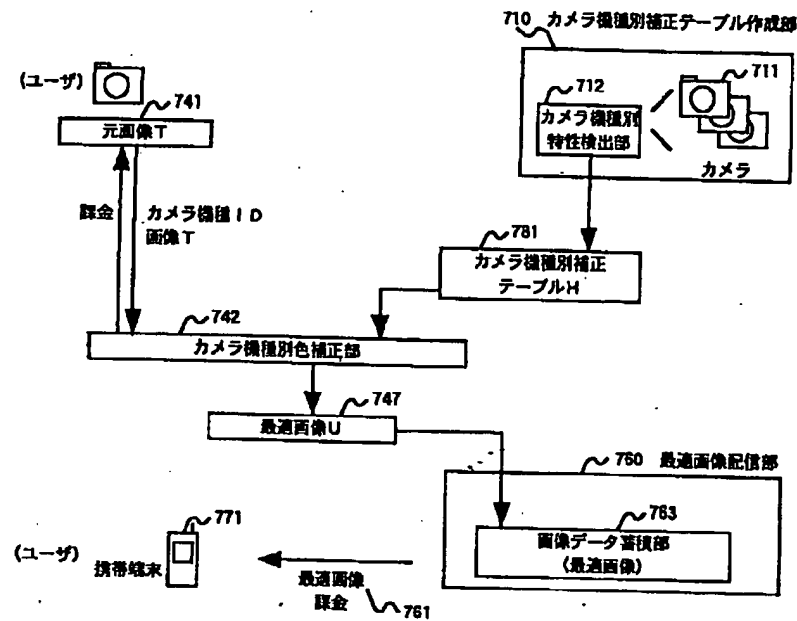 710 カメラ機種別補正テーブル作成部
(ユーザ)
741
元画像T
712
711
カメラ機種別
特性検出部
カメラ
課金
カメラ機種ID
画像T
781
カメラ機種別補正
テーブルH
742
カメラ機種別色補正部
747
最適画像U
760 最適画像配信部
763
画像データ蓄積部
(最適画像)
771
(ユーザ)
携帯端末
最適画像
課金
761